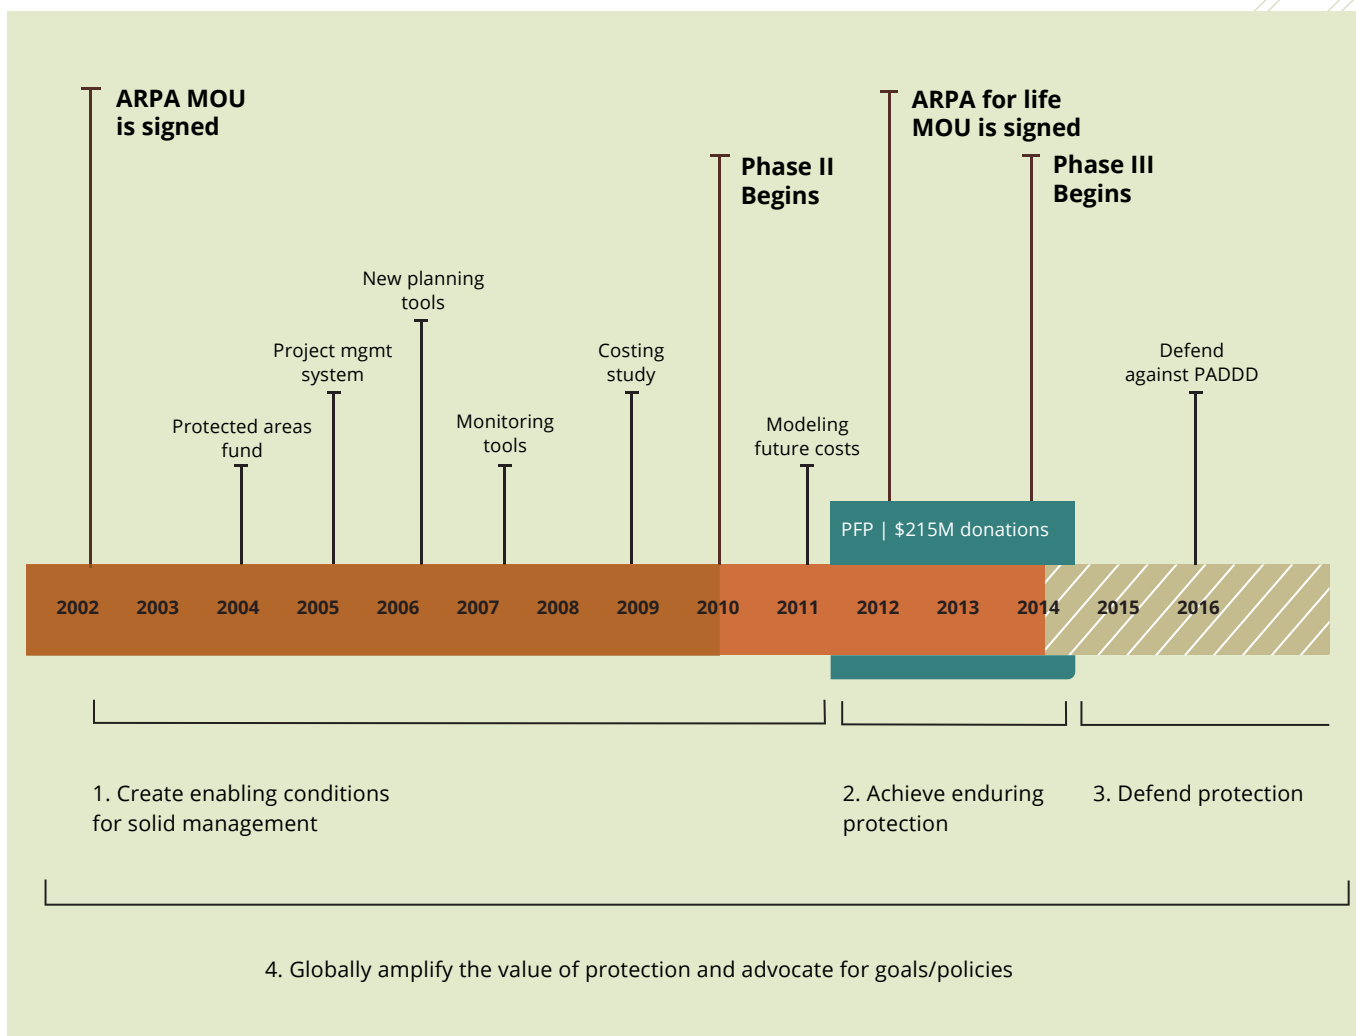 ARPA MOU
is signed
ARPA for life
MOU is signed
Phase II
Begins
Phase III
Begins
New planning
tools
Project mgmt
system
Costing
study
Defend
against PADDD
Protected areas
fund
Monitoring
tools
Modeling
future costs
PFP | $215M donations
2002 2003 2004 2005 2006 2007 2008 2009 2010 2011 2012 2013 2014 2015 2016
1. Create enabling conditions
for solid management
2. Achieve enduring
protection
3. Defend protection
4. Globally amplify the value of protection and advocate for goals/policies